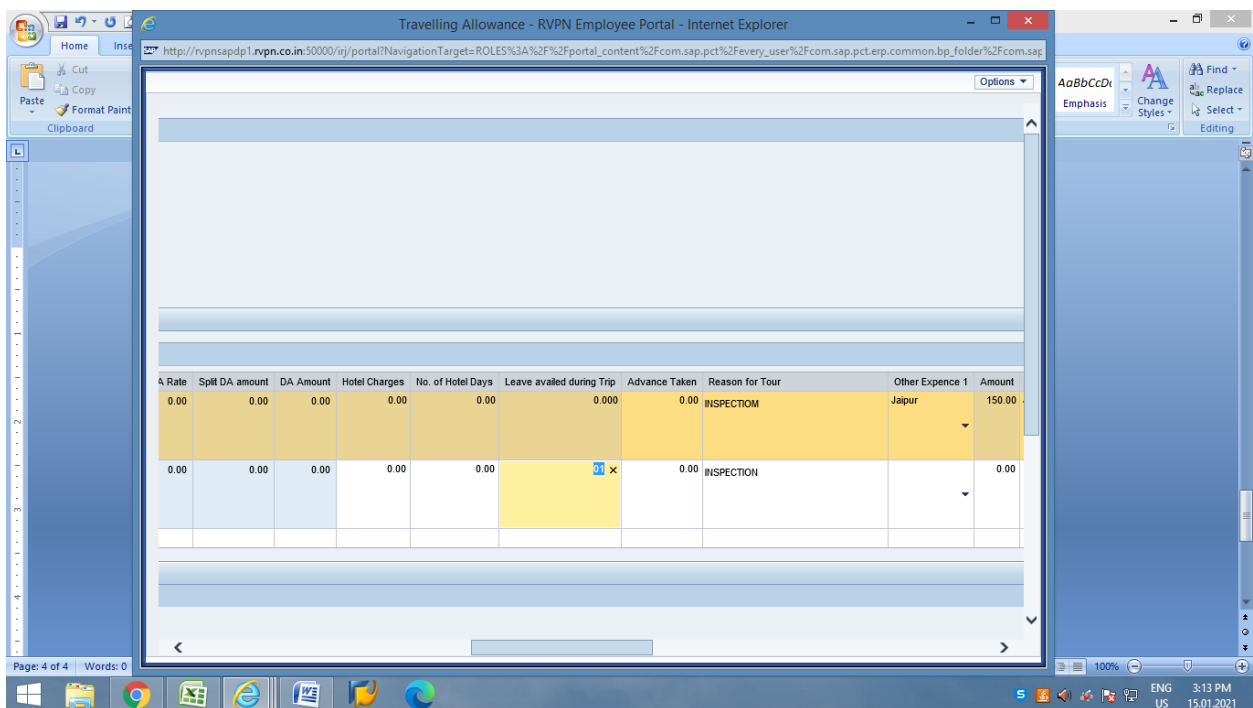 Travelling Allowance - RVPN Employee Portal - Internet Explorer
Home
http://rvpnsapdp1.rvpn.co.in:50000/irj/portal?NavigationTarget=ROLES%3A%2F%2Fportal_content%2Fcom.sap.pct%2Fevery_user%2Fcom.sap.pct.erp.common.bp_folder%2Fcom.sap
Cut
Copy
Paste
Format Paint
Clipboard
Options
AaBbCcDı
Emphasis
Change
Styles
Find
Replace
Select
Editing
A Rate Split DA amount DA Amount Hotel Charges No. of Hotel Days Leave availed during Trip Advance Taken Reason for Tour Other Expence 1 Amount
0.00 0.00 0.00 0.00 0.00 0.000 0.00 INSPECTIOM Jaipur 150.00
0.00 0.00 0.00 0.00 0.00 01 0.00 INSPECTION 0.00
Page: 4 of 4 Words: 0
100%
ENG 3:13 PM
US 15.01.2021